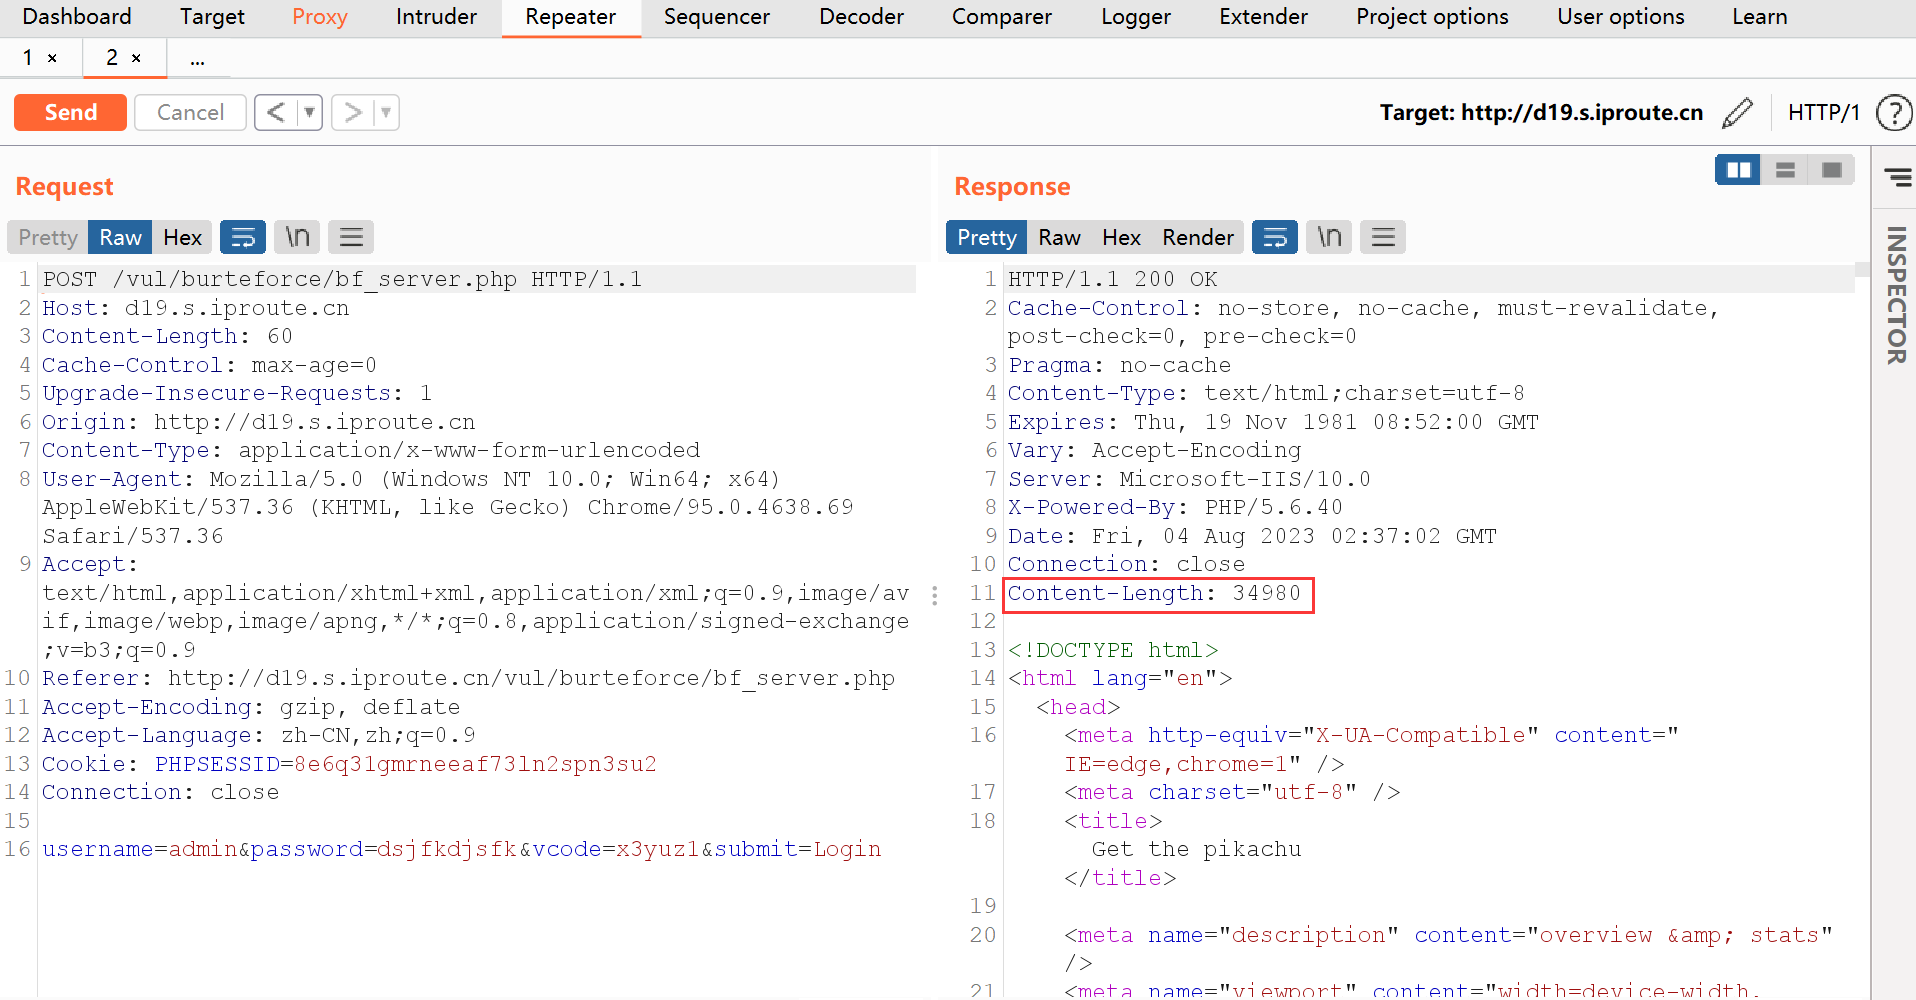 Dashboard Target Proxy Intruder Repeater Sequencer Decoder Comparer Logger Extender Project options User options Learn
1 × 2 × ...
Send Cancel < ▼ > ▼ Target: http://d19.s.iproute.cn HTTP/1 ?
Request
Pretty Raw Hex \n
1 POST /vul/burteforce/bf_server.php HTTP/1.1
2 Host: d19.s.iproute.cn
3 Content-Length: 60
4 Cache-Control: max-age=0
5 Upgrade-Insecure-Requests: 1
6 Origin: http://d19.s.iproute.cn
7 Content-Type: application/x-www-form-urlencoded
8 User-Agent: Mozilla/5.0 (Windows NT 10.0; Win64; x64)
AppleWebKit/537.36 (KHTML, like Gecko) Chrome/95.0.4638.69
Safari/537.36
9 Accept:
text/html,application/xhtml+xml,application/xml;q=0.9,image/av
if,image/webp,image/apng,*/*;q=0.8,application/signed-exchange
;v=b3;q=0.9
10 Referer: http://d19.s.iproute.cn/vul/burteforce/bf_server.php
11 Accept-Encoding: gzip, deflate
12 Accept-Language: zh-CN,zh;q=0.9
13 Cookie: PHPSESSID=8e6q31gmrneeaf73ln2spn3su2
14 Connection: close
15
16 username=admin&password=dsjfkdjsfk&vcode=x3yuz1&submit=Login
Response
Pretty Raw Hex Render \n
1 HTTP/1.1 200 OK
2 Cache-Control: no-store, no-cache, must-revalidate,
post-check=0, pre-check=0
3 Pragma: no-cache
4 Content-Type: text/html;charset=utf-8
5 Expires: Thu, 19 Nov 1981 08:52:00 GMT
6 Vary: Accept-Encoding
7 Server: Microsoft-IIS/10.0
8 X-Powered-By: PHP/5.6.40
9 Date: Fri, 04 Aug 2023 02:37:02 GMT
10 Connection: close
11 Content-Length: 34980
12
13 <!DOCTYPE html>
14 <html lang="en">
15 <head>
16 <meta http-equiv="X-UA-Compatible" content="
IE=edge,chrome=1" />
17 <meta charset="utf-8" />
18 <title>
Get the pikachu
</title>
19
20 <meta name="description" content="overview &amp; stats"
/>
21 <meta name="viewport" content="width=device-width,
INSPECTOR